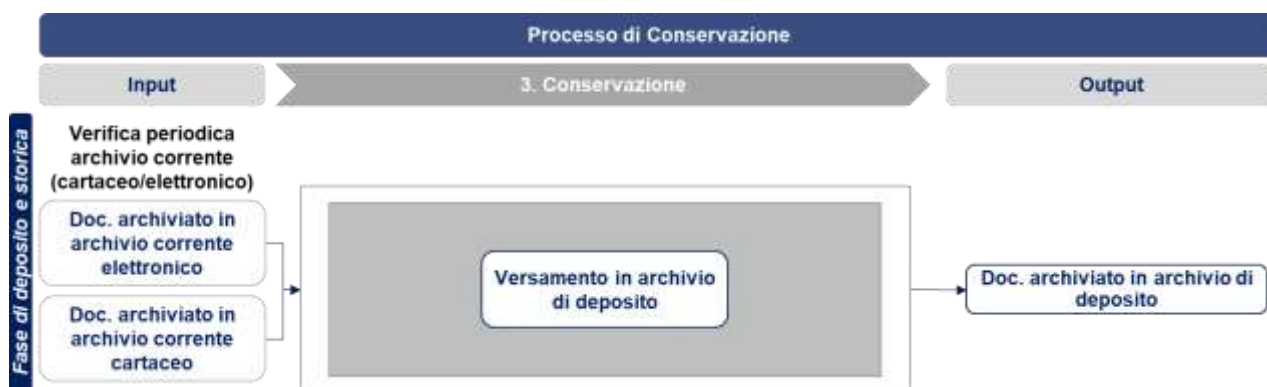 Processo di Conservazione
Input
3. Conservazione
Output
Fase di deposito e storica
Verifica periodica
archivio corrente
(cartaceo/elettronico)
Doc. archiviato in
archivio corrente
elettronico
Doc. archiviato in
archivio corrente
cartaceo
Versamento in archivio
di deposito
Doc. archiviato in archivio di
deposito